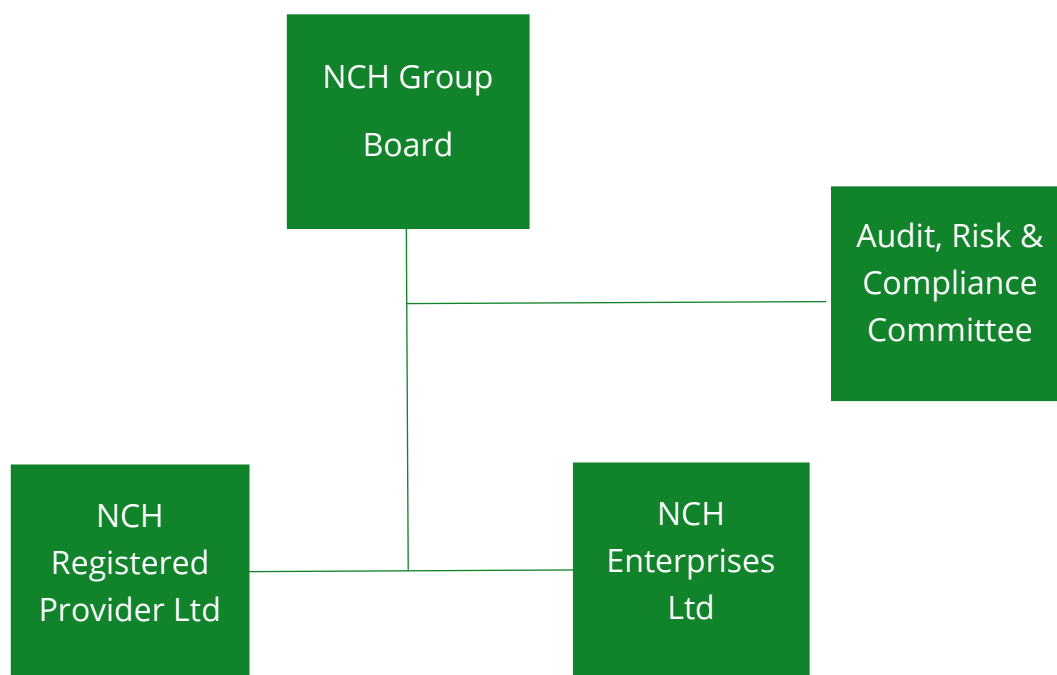 NCH Group
Board
Audit, Risk &
Compliance
Committee
NCH
Registered
Provider Ltd
NCH
Enterprises
Ltd